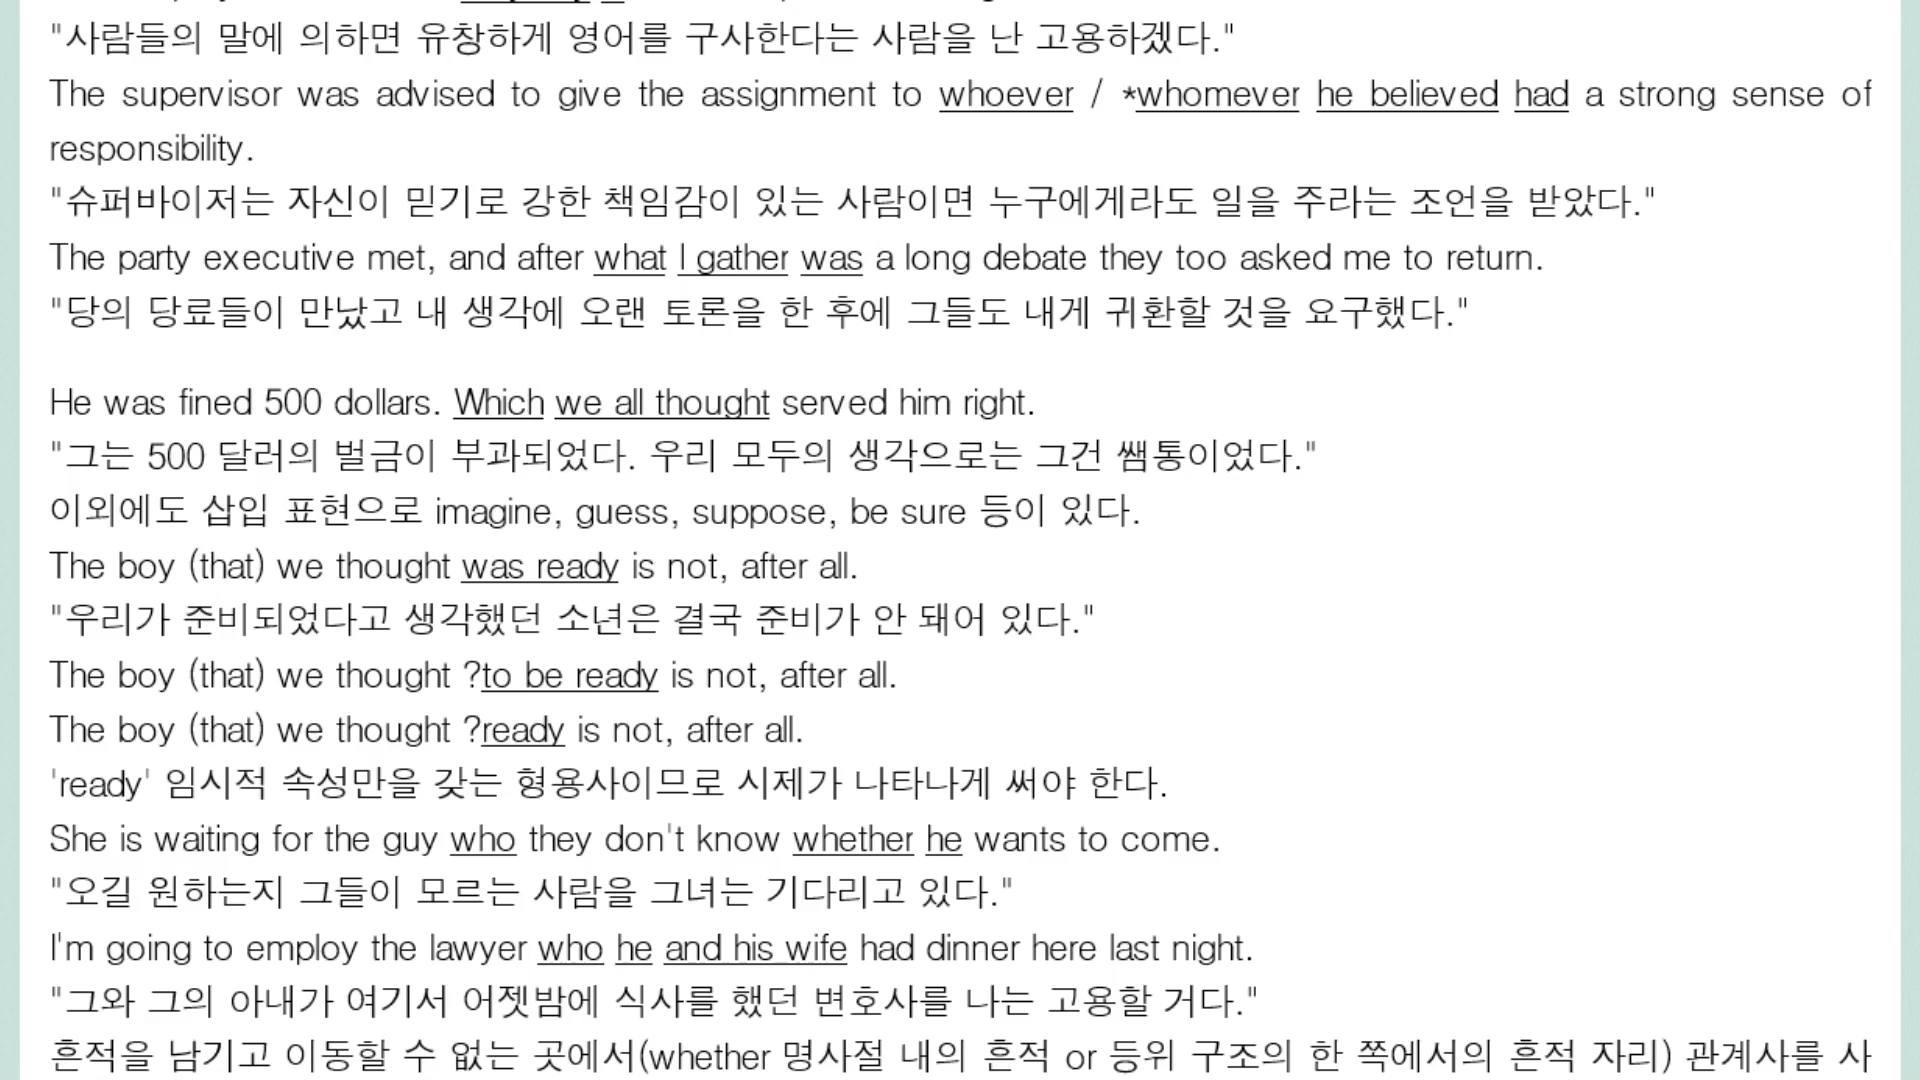 "사람들의 말에 의하면 유창하게 영어를 구사한다는 사람을 난 고용하겠다."
The supervisor was advised to give the assignment to whoever / *whomever he believed had a strong sense of
responsibility.
"슈퍼바이저는 자신이 믿기로 강한 책임감이 있는 사람이면 누구에게라도 일을 주라는 조언을 받았다."
The party executive met, and after what I gather was a long debate they too asked me to return.
"당의 당료들이 만났고 내 생각에 오랜 토론을 한 후에 그들도 내게 귀환할 것을 요구했다."
He was fined 500 dollars. Which we all thought served him right.
"그는 500 달러의 벌금이 부과되었다. 우리 모두의 생각으로는 그건 쌤통이었다."
이외에도 삽입 표현으로 imagine, guess, suppose, be sure 등이 있다.
The boy (that) we thought was ready is not, after all.
"우리가 준비되었다고 생각했던 소년은 결국 준비가 안 돼어 있다."
The boy (that) we thought ?to be ready is not, after all.
The boy (that) we thought ?ready is not, after all.
'ready' 임시적 속성만을 갖는 형용사이므로 시제가 나타나게 써야 한다.
She is waiting for the guy who they don't know whether he wants to come.
"오길 원하는지 그들이 모르는 사람을 그녀는 기다리고 있다."
I'm going to employ the lawyer who he and his wife had dinner here last night.
"그와 그의 아내가 여기서 어젯밤에 식사를 했던 변호사를 나는 고용할 거다."
흔적을 남기고 이동할 수 없는 곳에서(whether 명사절 내의 흔적 or 등위 구조의 한 쪽에서의 흔적 자리) 관계사를 사